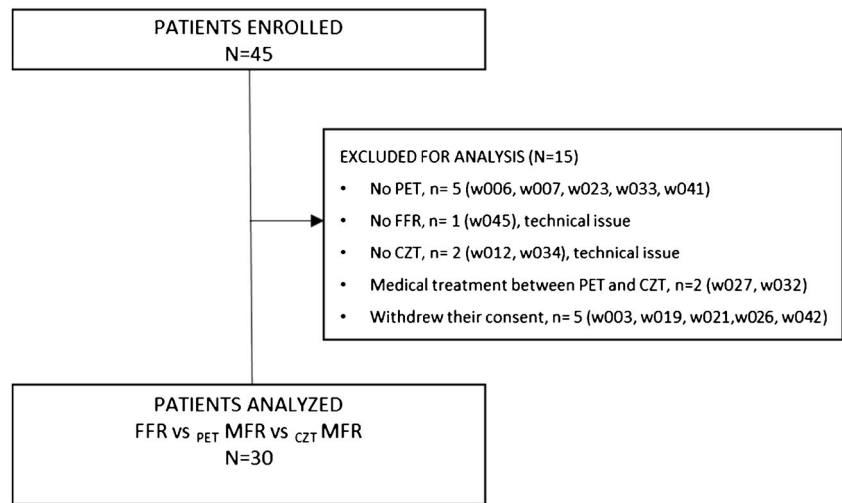 PATIENTS ENROLLED
N=45
EXCLUDED FOR ANALYSIS (N=15)
• No PET, n= 5 (w006, w007, w023, w033, w041)
• No FFR, n= 1 (w045), technical issue
• No CZT, n= 2 (w012, w034), technical issue
• Medical treatment between PET and CZT, n=2 (w027, w032)
• Withdrew their consent, n= 5 (w003, w019, w021,w026, w042)
PATIENTS ANALYZED
FFR vs PET MFR vs CZT MFR
N=30